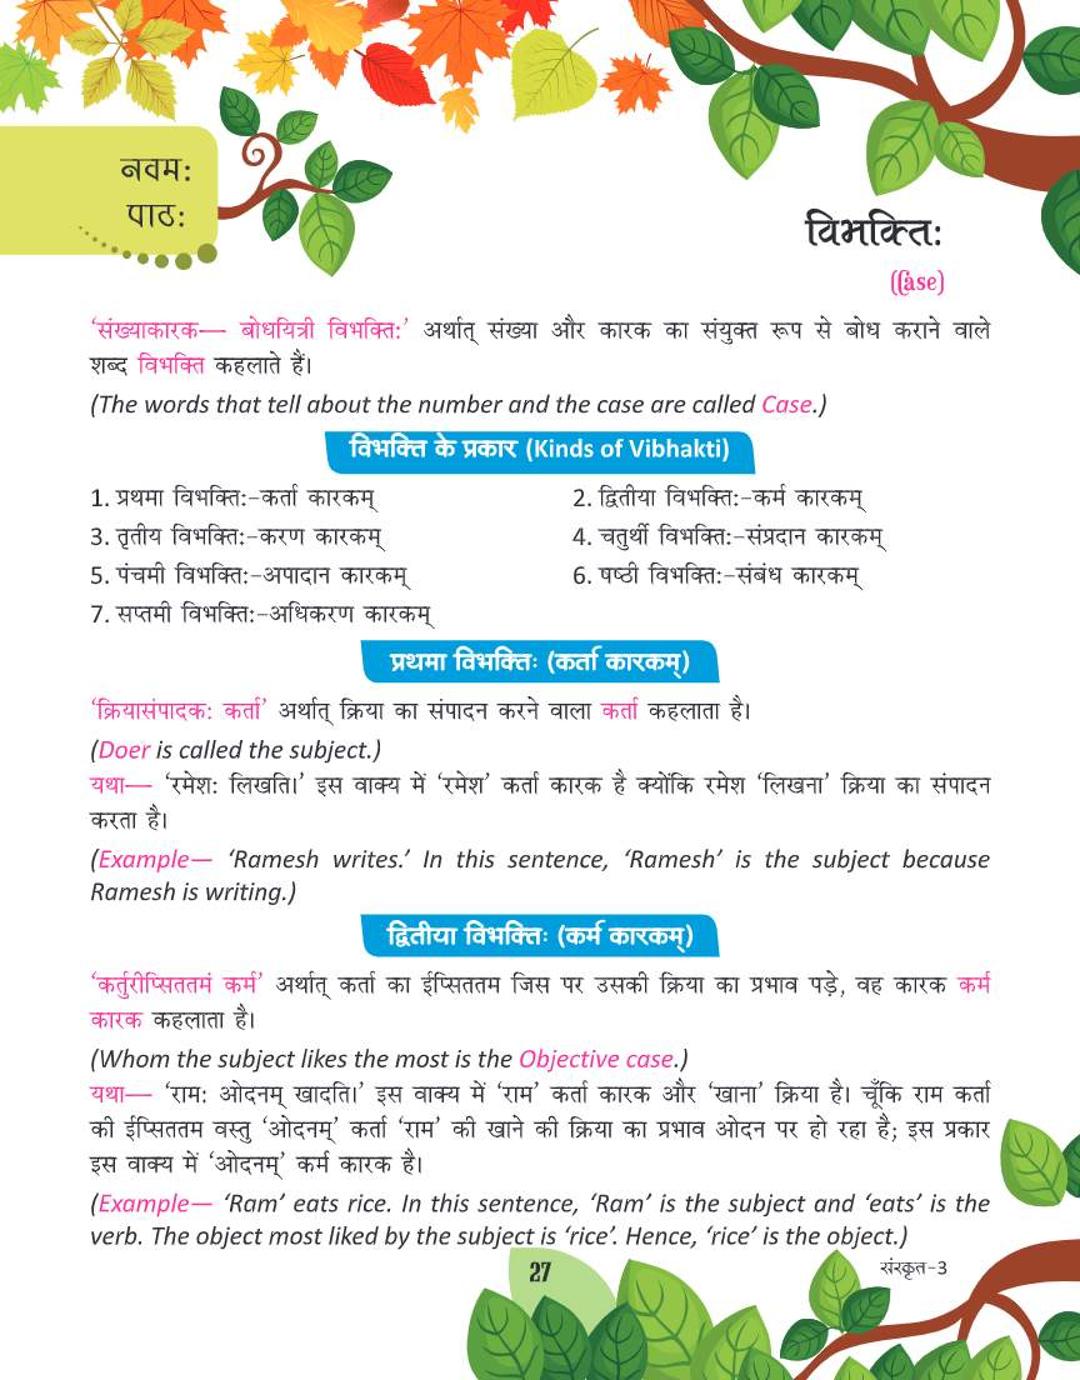 नवम:
पाठ:
विभक्ति:
(Case)
‘संख्याकारक— बोधयित्री विभक्ति:’ अर्थात् संख्या और कारक का संयुक्त रूप से बोध कराने वाले
शब्द विभक्ति कहलाते हैं।
(The words that tell about the number and the case are called Case.)
विभक्ति के प्रकार (Kinds of Vibhakti)
1. प्रथमा विभक्ति:-कर्ता कारकम् 2. द्वितीया विभक्ति:-कर्म कारकम्
3. तृतीय विभक्ति:-करण कारकम् 4. चतुर्थी विभक्ति:-संप्रदान कारकम्
5. पंचमी विभक्ति:-अपादान कारकम् 6. षष्ठी विभक्ति:-संबंध कारकम्
7. सप्तमी विभक्ति:-अधिकरण कारकम्
प्रथमा विभक्तिः (कर्ता कारकम्)
‘क्रियासंपादक: कर्ता’ अर्थात् क्रिया का संपादन करने वाला कर्ता कहलाता है।
(Doer is called the subject.)
यथा— ‘रमेश: लिखति।’ इस वाक्य में ‘रमेश’ कर्ता कारक है क्योंकि रमेश ‘लिखना’ क्रिया का संपादन
करता है।
(Example— ‘Ramesh writes.’ In this sentence, ‘Ramesh’ is the subject because
Ramesh is writing.)
द्वितीया विभक्तिः (कर्म कारकम्)
‘कर्तुरीप्सिततमं कर्म’ अर्थात् कर्ता का ईप्सिततम जिस पर उसकी क्रिया का प्रभाव पड़े, वह कारक कर्म
कारक कहलाता है।
(Whom the subject likes the most is the Objective case.)
यथा— ‘राम: ओदनम् खादति।’ इस वाक्य में ‘राम’ कर्ता कारक और ‘खाना’ क्रिया है। चूँकि राम कर्ता
की ईप्सिततम वस्तु ‘ओदनम्’ कर्ता ‘राम’ की खाने की क्रिया का प्रभाव ओदन पर हो रहा है; इस प्रकार
इस वाक्य में ‘ओदनम्’ कर्म कारक है।
(Example— ‘Ram’ eats rice. In this sentence, ‘Ram’ is the subject and ‘eats’ is the
verb. The object most liked by the subject is ‘rice’. Hence, ‘rice’ is the object.)
27
संस्कृत-3